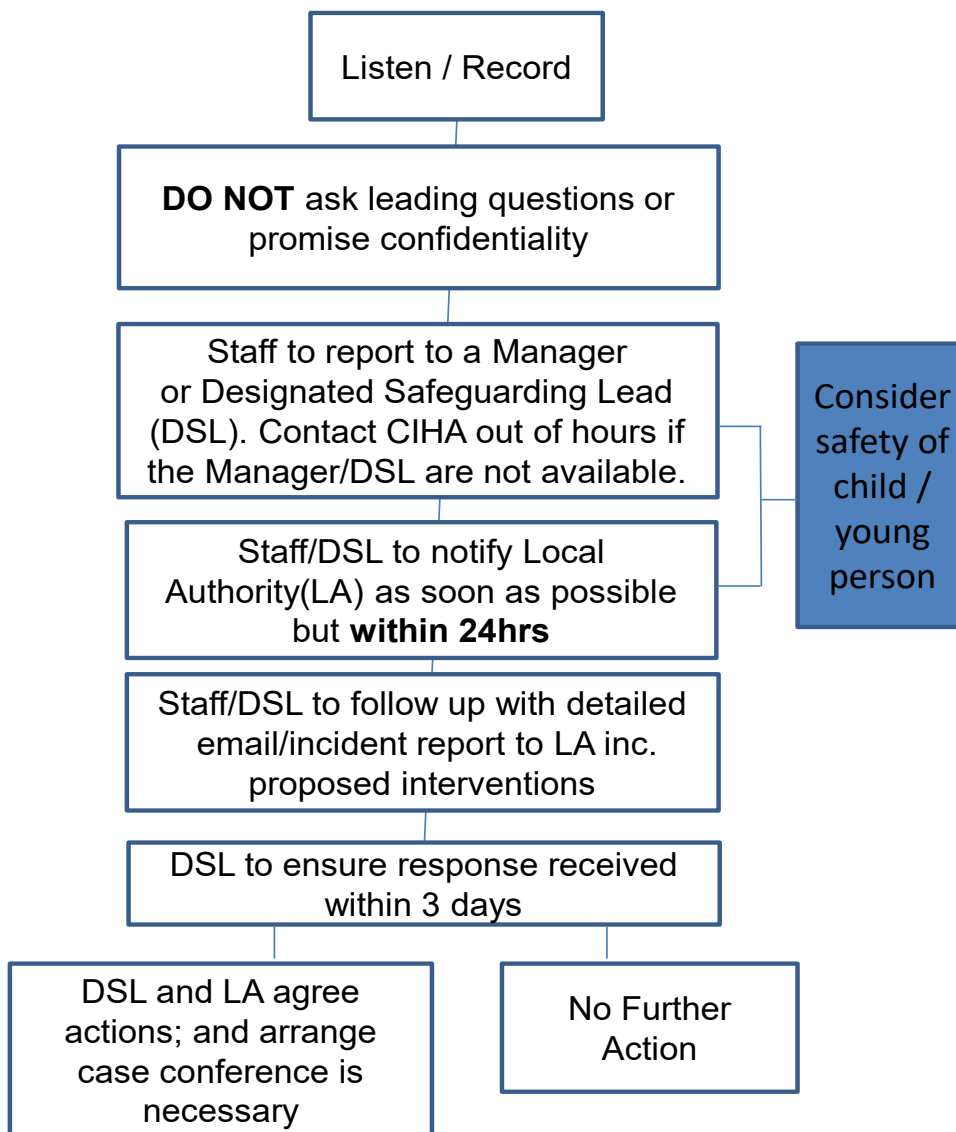 Listen / Record
DO NOT ask leading questions or
promise confidentiality
Staff to report to a Manager
or Designated Safeguarding Lead
(DSL). Contact CIHA out of hours if
the Manager/DSL are not available.
Consider
safety of
child /
young
person
Staff/DSL to notify Local
Authority(LA) as soon as possible
but within 24hrs
Staff/DSL to follow up with detailed
email/incident report to LA inc.
proposed interventions
DSL to ensure response received
within 3 days
DSL and LA agree
actions; and arrange
case conference is
necessary
No Further
Action